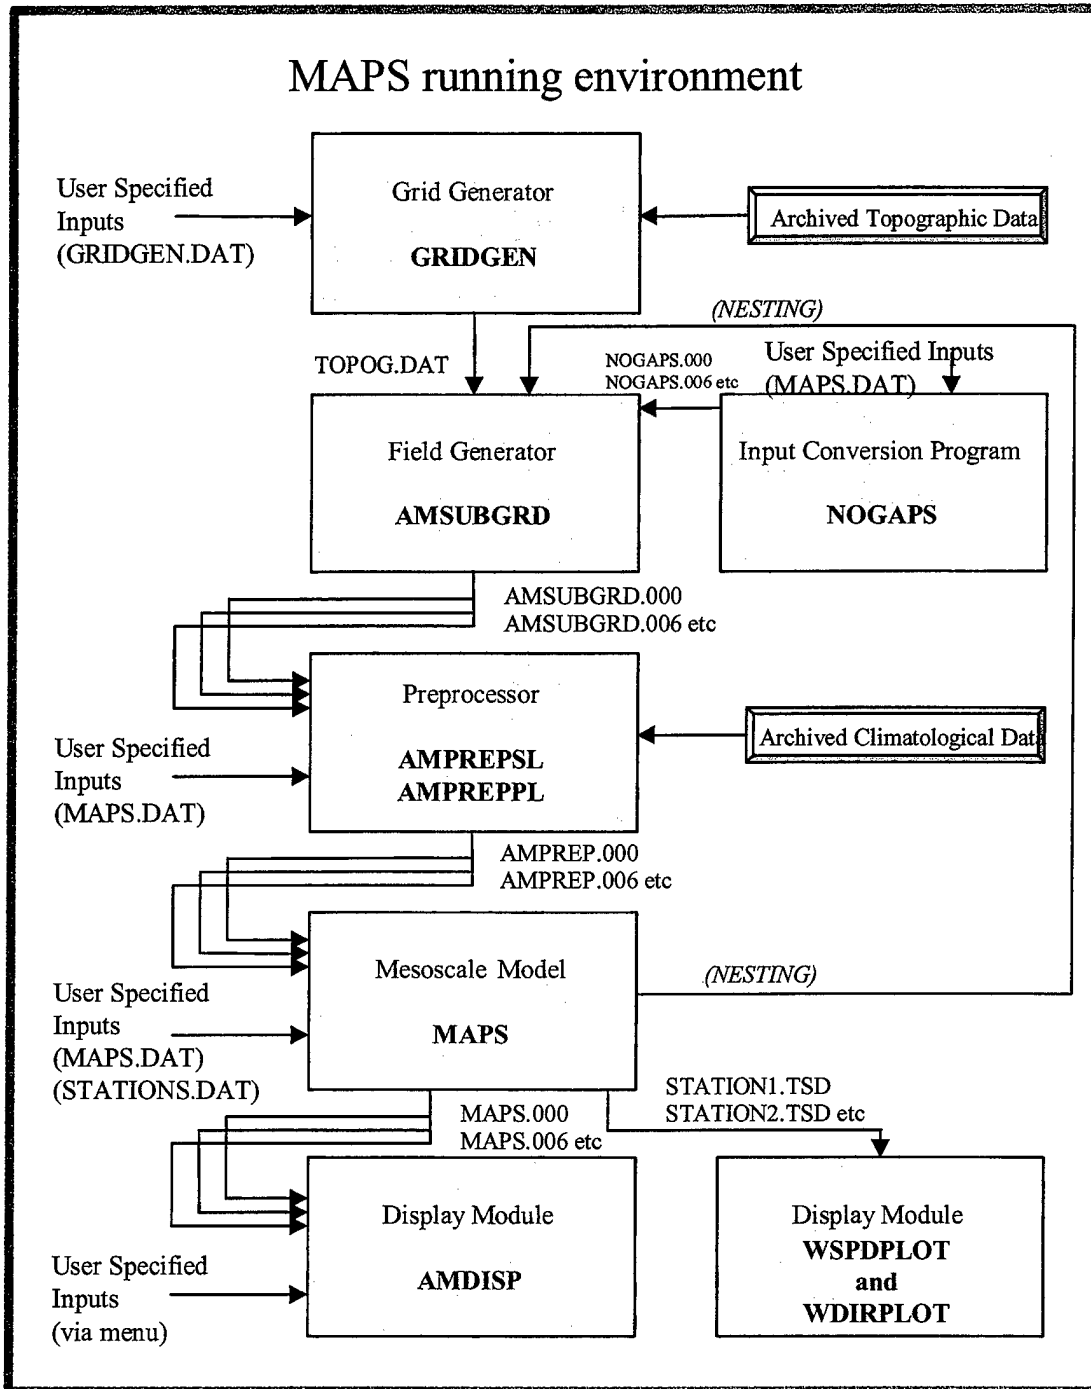 MAPS running environment
User Specified
Inputs
(GRIDGEN.DAT)
Grid Generator
GRIDGEN
Archived Topographic Data
(NESTING)
TOPOG.DAT
NOGAPS.000
NOGAPS.006 etc
User Specified Inputs
(MAPS.DAT)
Field Generator
AMSUBGRD
Input Conversion Program
NOGAPS
AMSUBGRD.000
AMSUBGRD.006 etc
Preprocessor
AMPREPSL
AMPREPPL
Archived Climatological Data
User Specified
Inputs
(MAPS.DAT)
AMPREP.000
AMPREP.006 etc
Mesoscale Model
MAPS
(NESTING)
User Specified
Inputs
(MAPS.DAT)
(STATIONS.DAT)
MAPS.000
MAPS.006 etc
STATION1.TSD
STATION2.TSD etc
Display Module
AMDISP
User Specified
Inputs
(via menu)
Display Module
WSPDPLOT
and
WDIRPLOT